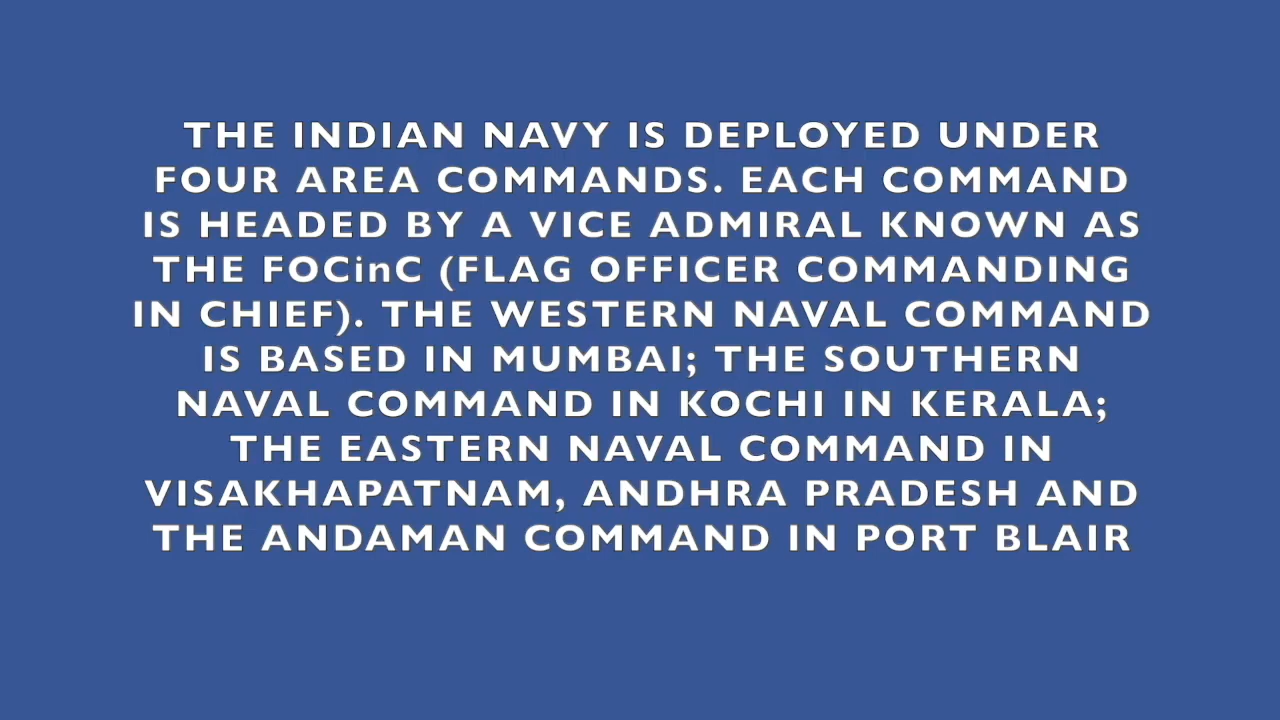 THE INDIAN NAVY IS DEPLOYED UNDER
FOUR AREA COMMANDS. EACH COMMAND
IS HEADED BY A VICE ADMIRAL KNOWN AS
THE FOCinC (FLAG OFFICER COMMANDING
IN CHIEF). THE WESTERN NAVAL COMMAND
IS BASED IN MUMBAI; THE SOUTHERN
NAVAL COMMAND IN KOCHI IN KERALA;
THE EASTERN NAVAL COMMAND IN
VISAKHAPATNAM, ANDHRA PRADESH AND
THE ANDAMAN COMMAND IN PORT BLAIR